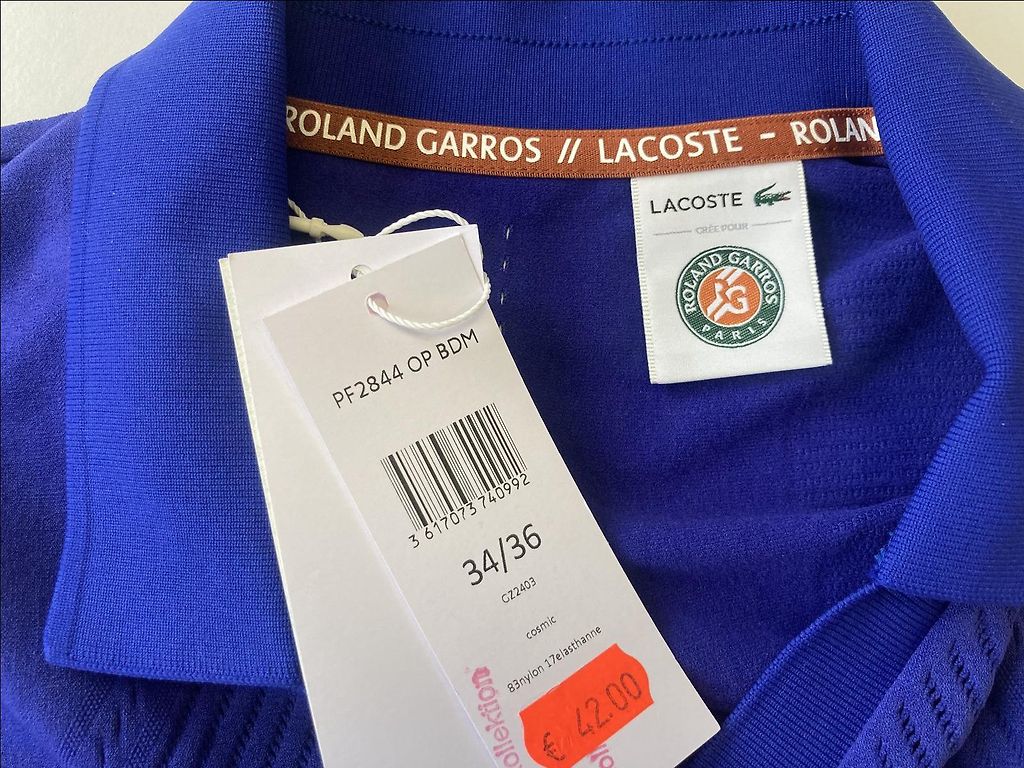 ROLAND GARROS // LACOSTE - ROLAN
LACOSTE
CRÉE POUR
ROLAND GARROS
RG
PARIS
PF2844 OP BDM
3 617073 740992
34/36
GZ2403
cosmic
83nylon 17elasthanne
€ 42.00
ollektion